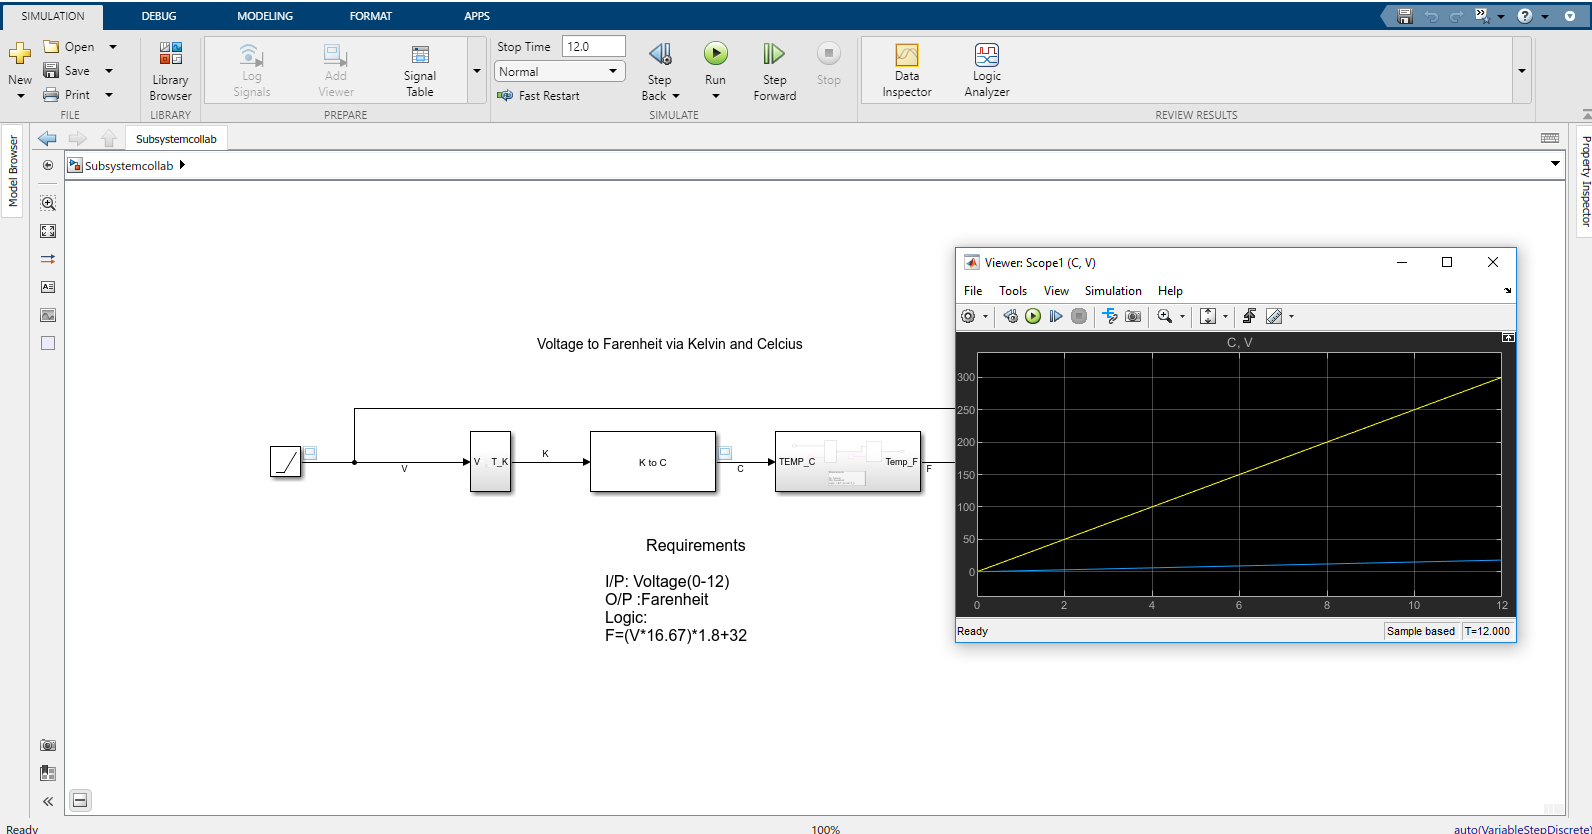 SIMULATION DEBUG MODELING FORMAT APPS
New
Open
Save
Print
FILE
Library
Browser
LIBRARY
Log
Signals
Add
Viewer
Signal
Table
PREPARE
Stop Time 12.0
Normal
Fast Restart
Step
Back
Run
Step
Forward
Stop
SIMULATE
Data
Inspector
Logic
Analyzer
REVIEW RESULTS
Model Browser
Subsystemcollab
Subsystemcollab
Property Inspector
Voltage to Farenheit via Kelvin and Celcius
V
V T_K
K
K to C
C
TEMP_C Temp_F
F
Requirements
I/P: Voltage(0-12)
O/P :Farenheit
Logic:
F=(V*16.67)*1.8+32
Viewer: Scope1 (C, V)
File Tools View Simulation Help
C, V
300
250
200
150
100
50
0
0 2 4 6 8 10 12
Ready Sample based T=12.000
Ready 100% auto(VariableStepDiscrete)